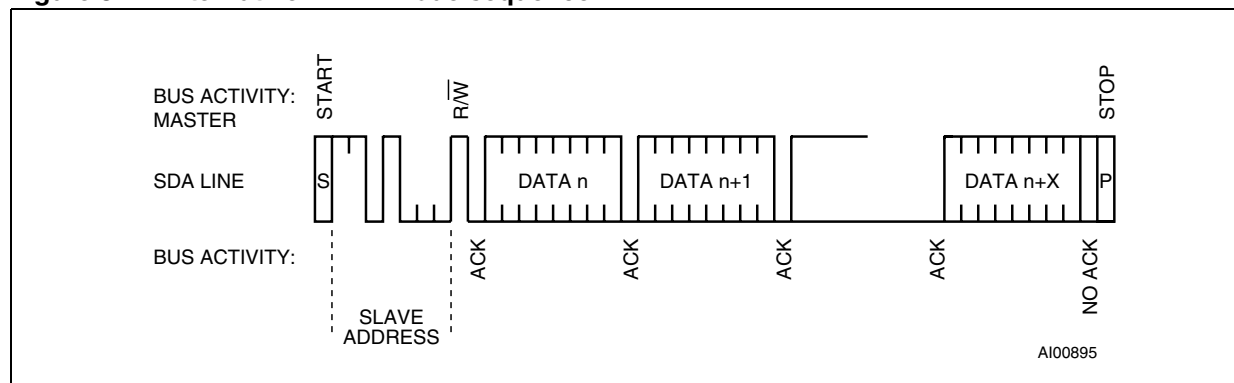 BUS ACTIVITY:
MASTER
START
R/W
STOP
SDA LINE
S
DATA n
DATA n+1
DATA n+X
P
BUS ACTIVITY:
ACK
ACK
ACK
ACK
NO ACK
SLAVE
ADDRESS
AI00895